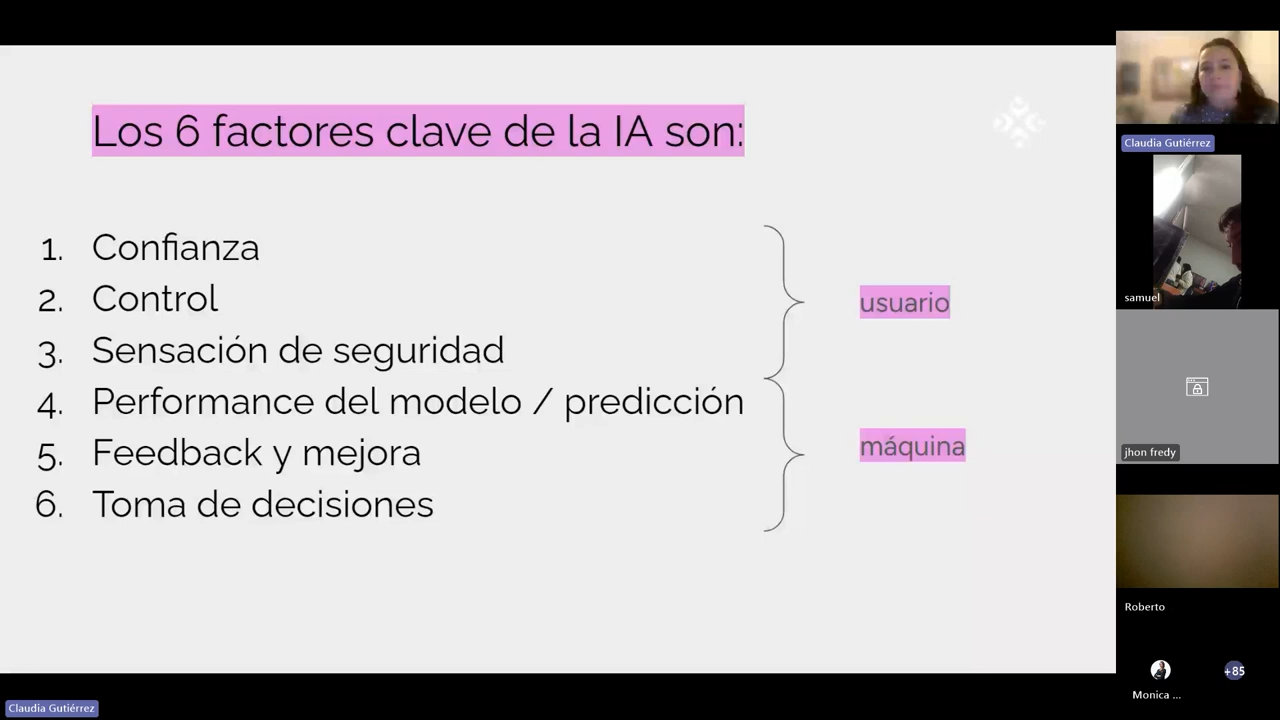 Los 6 factores clave de la IA son:
1. Confianza
2. Control
3. Sensación de seguridad
4. Performance del modelo / predicción
5. Feedback y mejora
6. Toma de decisiones
usuario
máquina
Claudia Gutiérrez
samuel
jhon fredy
Roberto
Monica ...
+85
Claudia Gutiérrez